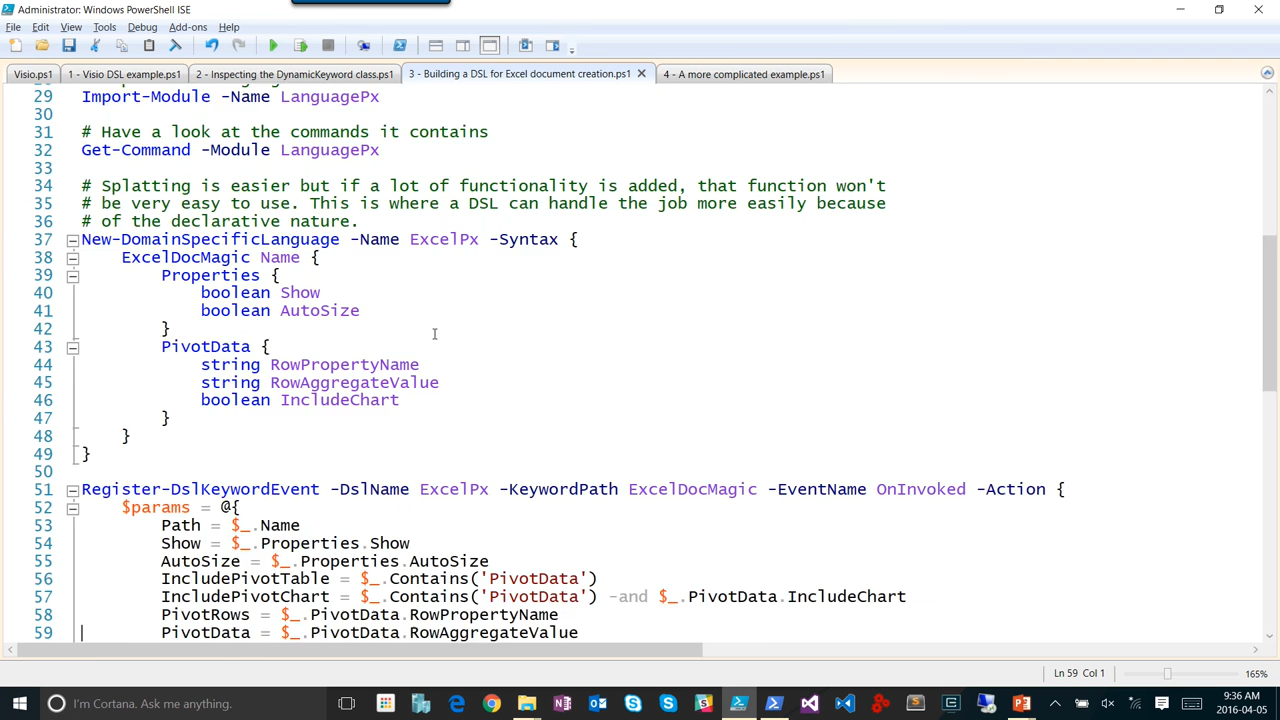 Administrator: Windows PowerShell ISE
File Edit View Tools Debug Add-ons Help
Visio.ps1 1 - Visio DSL example.ps1 2 - Inspecting the DynamicKeyword class.ps1 3 - Building a DSL for Excel document creation.ps1 4 - A more complicated example.ps1
29 Import-Module -Name LanguagePx
30
31 # Have a look at the commands it contains
32 Get-Command -Module LanguagePx
33
34 # Splatting is easier but if a lot of functionality is added, that function won't
35 # be very easy to use. This is where a DSL can handle the job more easily because
36 # of the declarative nature.
37 New-DomainSpecificLanguage -Name ExcelPx -Syntax {
38 ExcelDocMagic Name {
39 Properties {
40 boolean Show
41 boolean AutoSize
42 }
43 PivotData {
44 string RowPropertyName
45 string RowAggregateValue
46 boolean IncludeChart
47 }
48 }
49 }
50
51 Register-DslKeywordEvent -DslName ExcelPx -KeywordPath ExcelDocMagic -EventName OnInvoked -Action {
52 $params = @{
53 Path = $_.Name
54 Show = $_.Properties.Show
55 AutoSize = $_.Properties.AutoSize
56 IncludePivotTable = $_.Contains('PivotData')
57 IncludePivotChart = $_.Contains('PivotData') -and $_.PivotData.IncludeChart
58 PivotRows = $_.PivotData.RowPropertyName
59 PivotData = $_.PivotData.RowAggregateValue
Ln 59 Col 1 165%
I'm Cortana. Ask me anything.
9:36 AM
2016-04-05